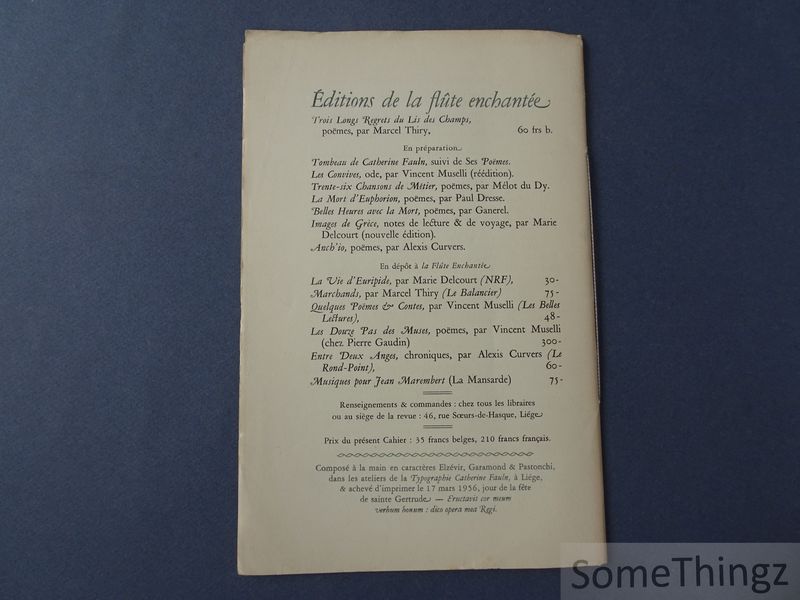 Éditions de la flûte enchantée
Trois Longs Regrets du Lis des Champs,
poèmes, par Marcel Thiry, 60 frs b.
En préparation
Tombeau de Catherine Fauln, suivi de Ses Poèmes.
Les Convives, ode, par Vincent Muselli (réédition).
Trente-six Chansons de Métier, poèmes, par Mélot du Dy.
La Mort d'Euphorion, poèmes, par Paul Dresse.
Belles Heures avec la Mort, poèmes, par Ganerel.
Images de Grèce, notes de lecture & de voyage, par Marie
Delcourt (nouvelle édition).
Anch'io, poèmes, par Alexis Curvers.
En dépôt à la Flûte Enchantée
La Vie d'Euripide, par Marie Delcourt (NRF), 30-
Marchands, par Marcel Thiry (Le Balancier) 75-
Quelques Poèmes & Contes, par Vincent Muselli (Les Belles
Lectures), 48-
Les Douze Pas des Muses, poèmes, par Vincent Muselli
(chez Pierre Gaudin) 300-
Entre Deux Anges, chroniques, par Alexis Curvers (Le
Rond-Point), 60-
Musiques pour Jean Marembert (La Mansarde) 75-
Renseignements & commandes : chez tous les libraires
ou au siège de la revue : 46, rue Sœurs-de-Hasque, Liége
Prix du présent Cahier : 35 francs belges, 210 francs français.
Composé à la main en caractères Elzévir, Garamond & Pastonchi,
dans les ateliers de la Typographie Catherine Fauln, à Liége,
& achevé d'imprimer le 17 mars 1956, jour de la fête
de sainte Gertrude — Eructavit cor meum
verbum bonum : dico opera mea Regi.
SomeThingz